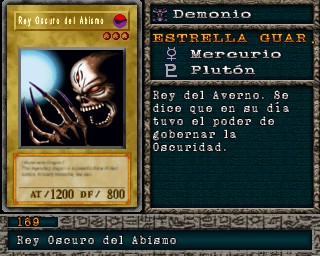 Rey Oscuro del Abismo
Demonio
ESTRELLA GUAR.
Mercurio
Plutón
Rey del Averno. Se
dice que en su día
tuvo el poder de
gobernar la
Oscuridad.
AT/1200 DF/ 800
169
Rey Oscuro del Abismo